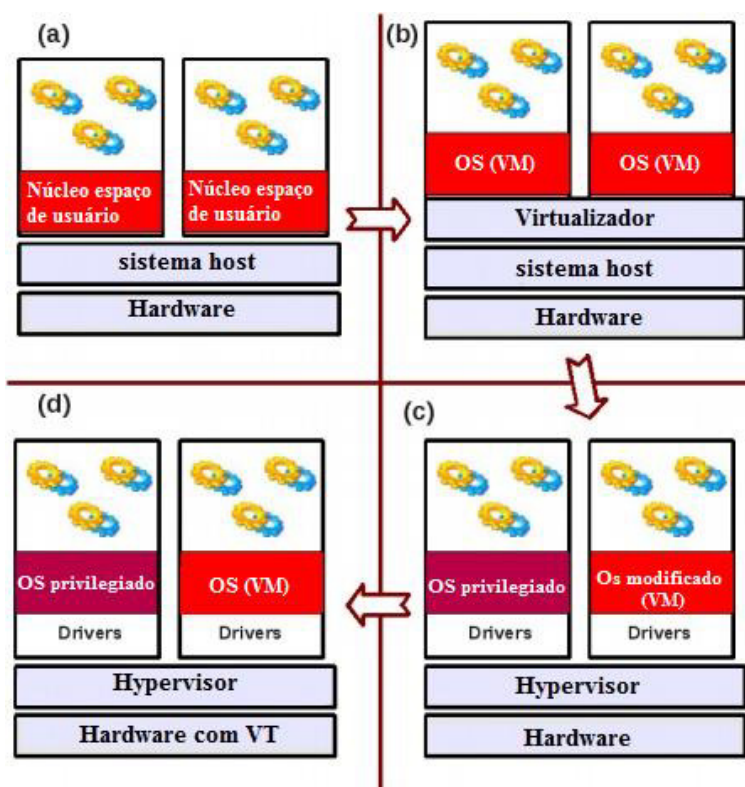 (a)
Núcleo espaço
de usuário
Núcleo espaço
de usuário
sistema host
Hardware
(b)
OS (VM)
OS (VM)
Virtualizador
sistema host
Hardware
(d)
OS privilegiado
OS (VM)
Drivers
Drivers
Hypervisor
Hardware com VT
(c)
OS privilegiado
Os modificado
(VM)
Drivers
Drivers
Hypervisor
Hardware